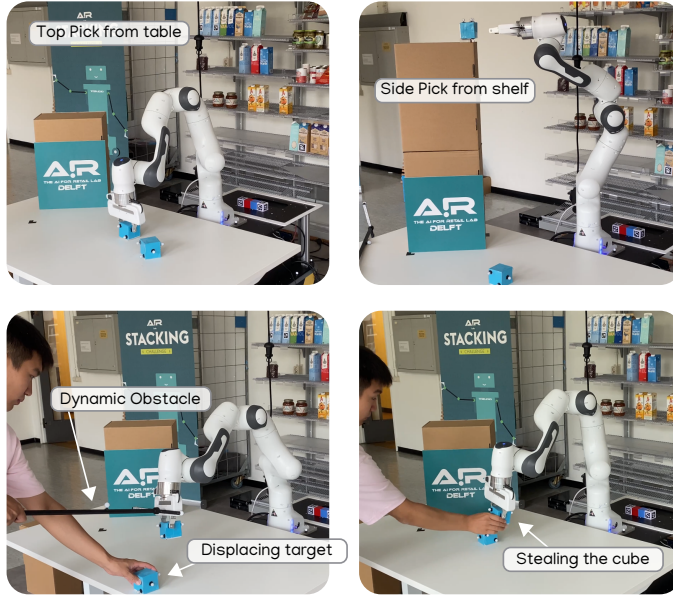 Top Pick from table
AIR
THE AI FOR RETAIL LAB
DELFT
Side Pick from shelf
AIR
THE AI FOR RETAIL LAB
DELFT
AIR
STACKING
CHALLENGE
Dynamic Obstacle
AIR
THE AI FOR RETAIL LAB
DELFT
Displacing target
AIR
STACKING
CHALLENGE
AIR
THE AI FOR RETAIL LAB
DELFT
Stealing the cube